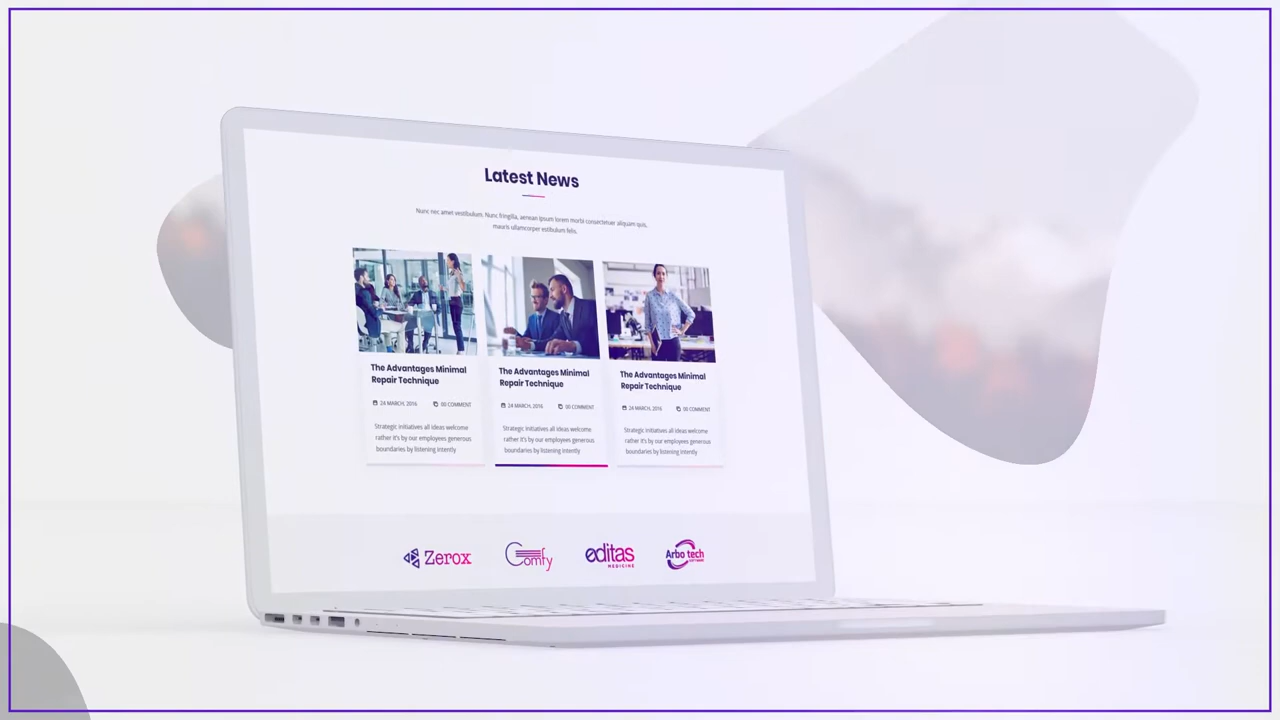 Latest News
Nunc nec amet vestibulum. Nunc fringilla, aenean ipsum lorem morbi consectetuer aliquam quis,
mauris ullamcorper estibulum felis.
The Advantages Minimal
Repair Technique
24 MARCH, 2016 00 COMMENT
Strategic initiatives all ideas welcome
rather it's by our employees generous
boundaries by listening intently
The Advantages Minimal
Repair Technique
24 MARCH, 2016 00 COMMENT
Strategic initiatives all ideas welcome
rather it's by our employees generous
boundaries by listening intently
The Advantages Minimal
Repair Technique
24 MARCH, 2016 00 COMMENT
Strategic initiatives all ideas welcome
rather it's by our employees generous
boundaries by listening intently
Zerox
Comfy
editas
MEDICINE
Arbo tech